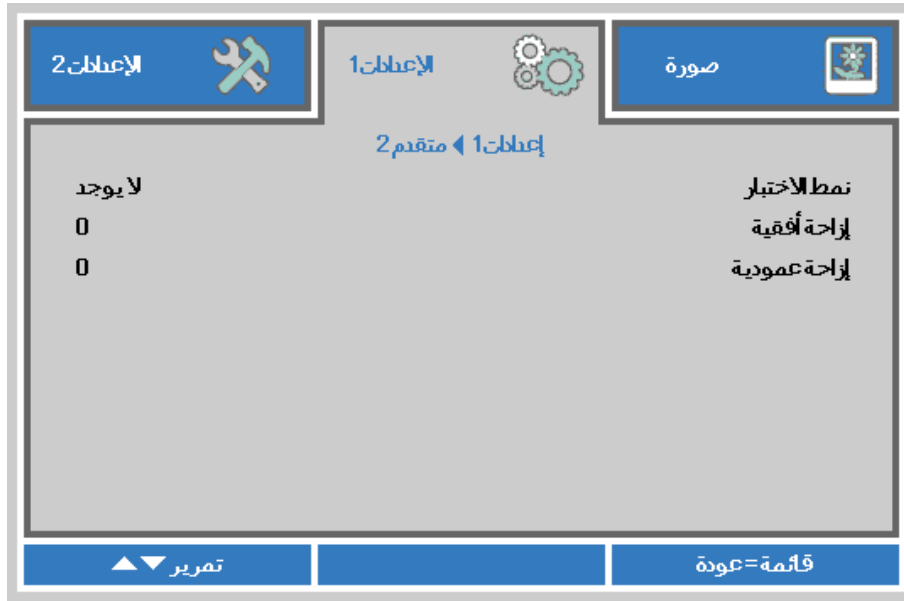 صورة
الإعدادات1
الإعدادات2
إعدادات1 ◀ متقدم2
نمط الاختبار لا يوجد
إزاحة أفقية 0
إزاحة عمودية 0
قائمة=عودة
تمرير ▼▲